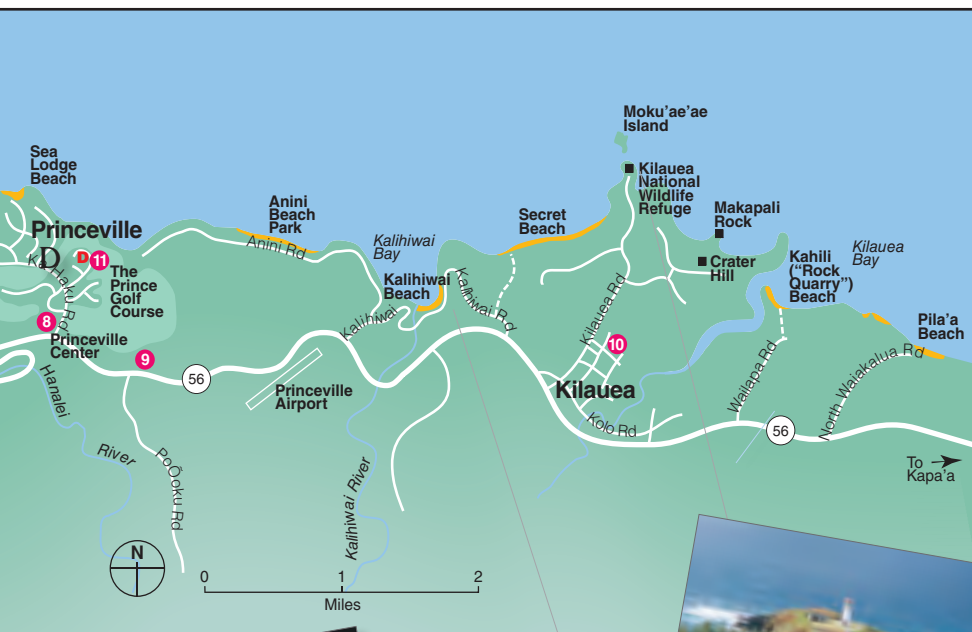 Moku'ae'ae
Island
Sea
Lodge
Beach
Kilauea
National
Wildlife
Refuge
Anini
Beach
Park
Secret
Beach
Makapali
Rock
Princeville
D
D
11
Ka Haku Rd
The
Prince
Golf
Course
Anini Rd
Kalihiwai
Bay
Kalihiwai
Beach
Kalihiwai Rd
Kalihiwai
Crater
Hill
Kilauea
Bay
Kahili
("Rock
Quarry")
Beach
Kilauea Rd
8
Princeville
Center
9
10
Pila'a
Beach
56
Princeville
Airport
Kilauea
Kolo Rd
Wailapa Rd
North Waiakalua Rd
56
Hanalei
River
PoÕoku Rd
Kalihiwai River
To
Kapa'a
N
0 1 2
Miles